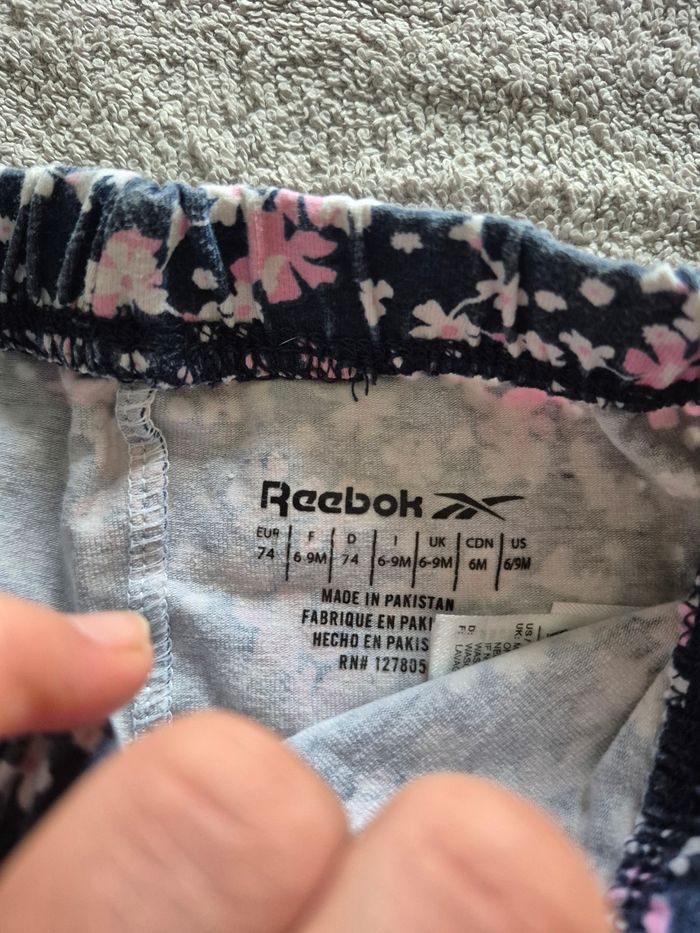 Reebok
EUR F D I UK CDN US
74 6-9M 74 6-9M 6-9M 6M 6/9M
MADE IN PAKISTAN
FABRIQUE EN PAKI
HECHO EN PAKIS
RN# 127805